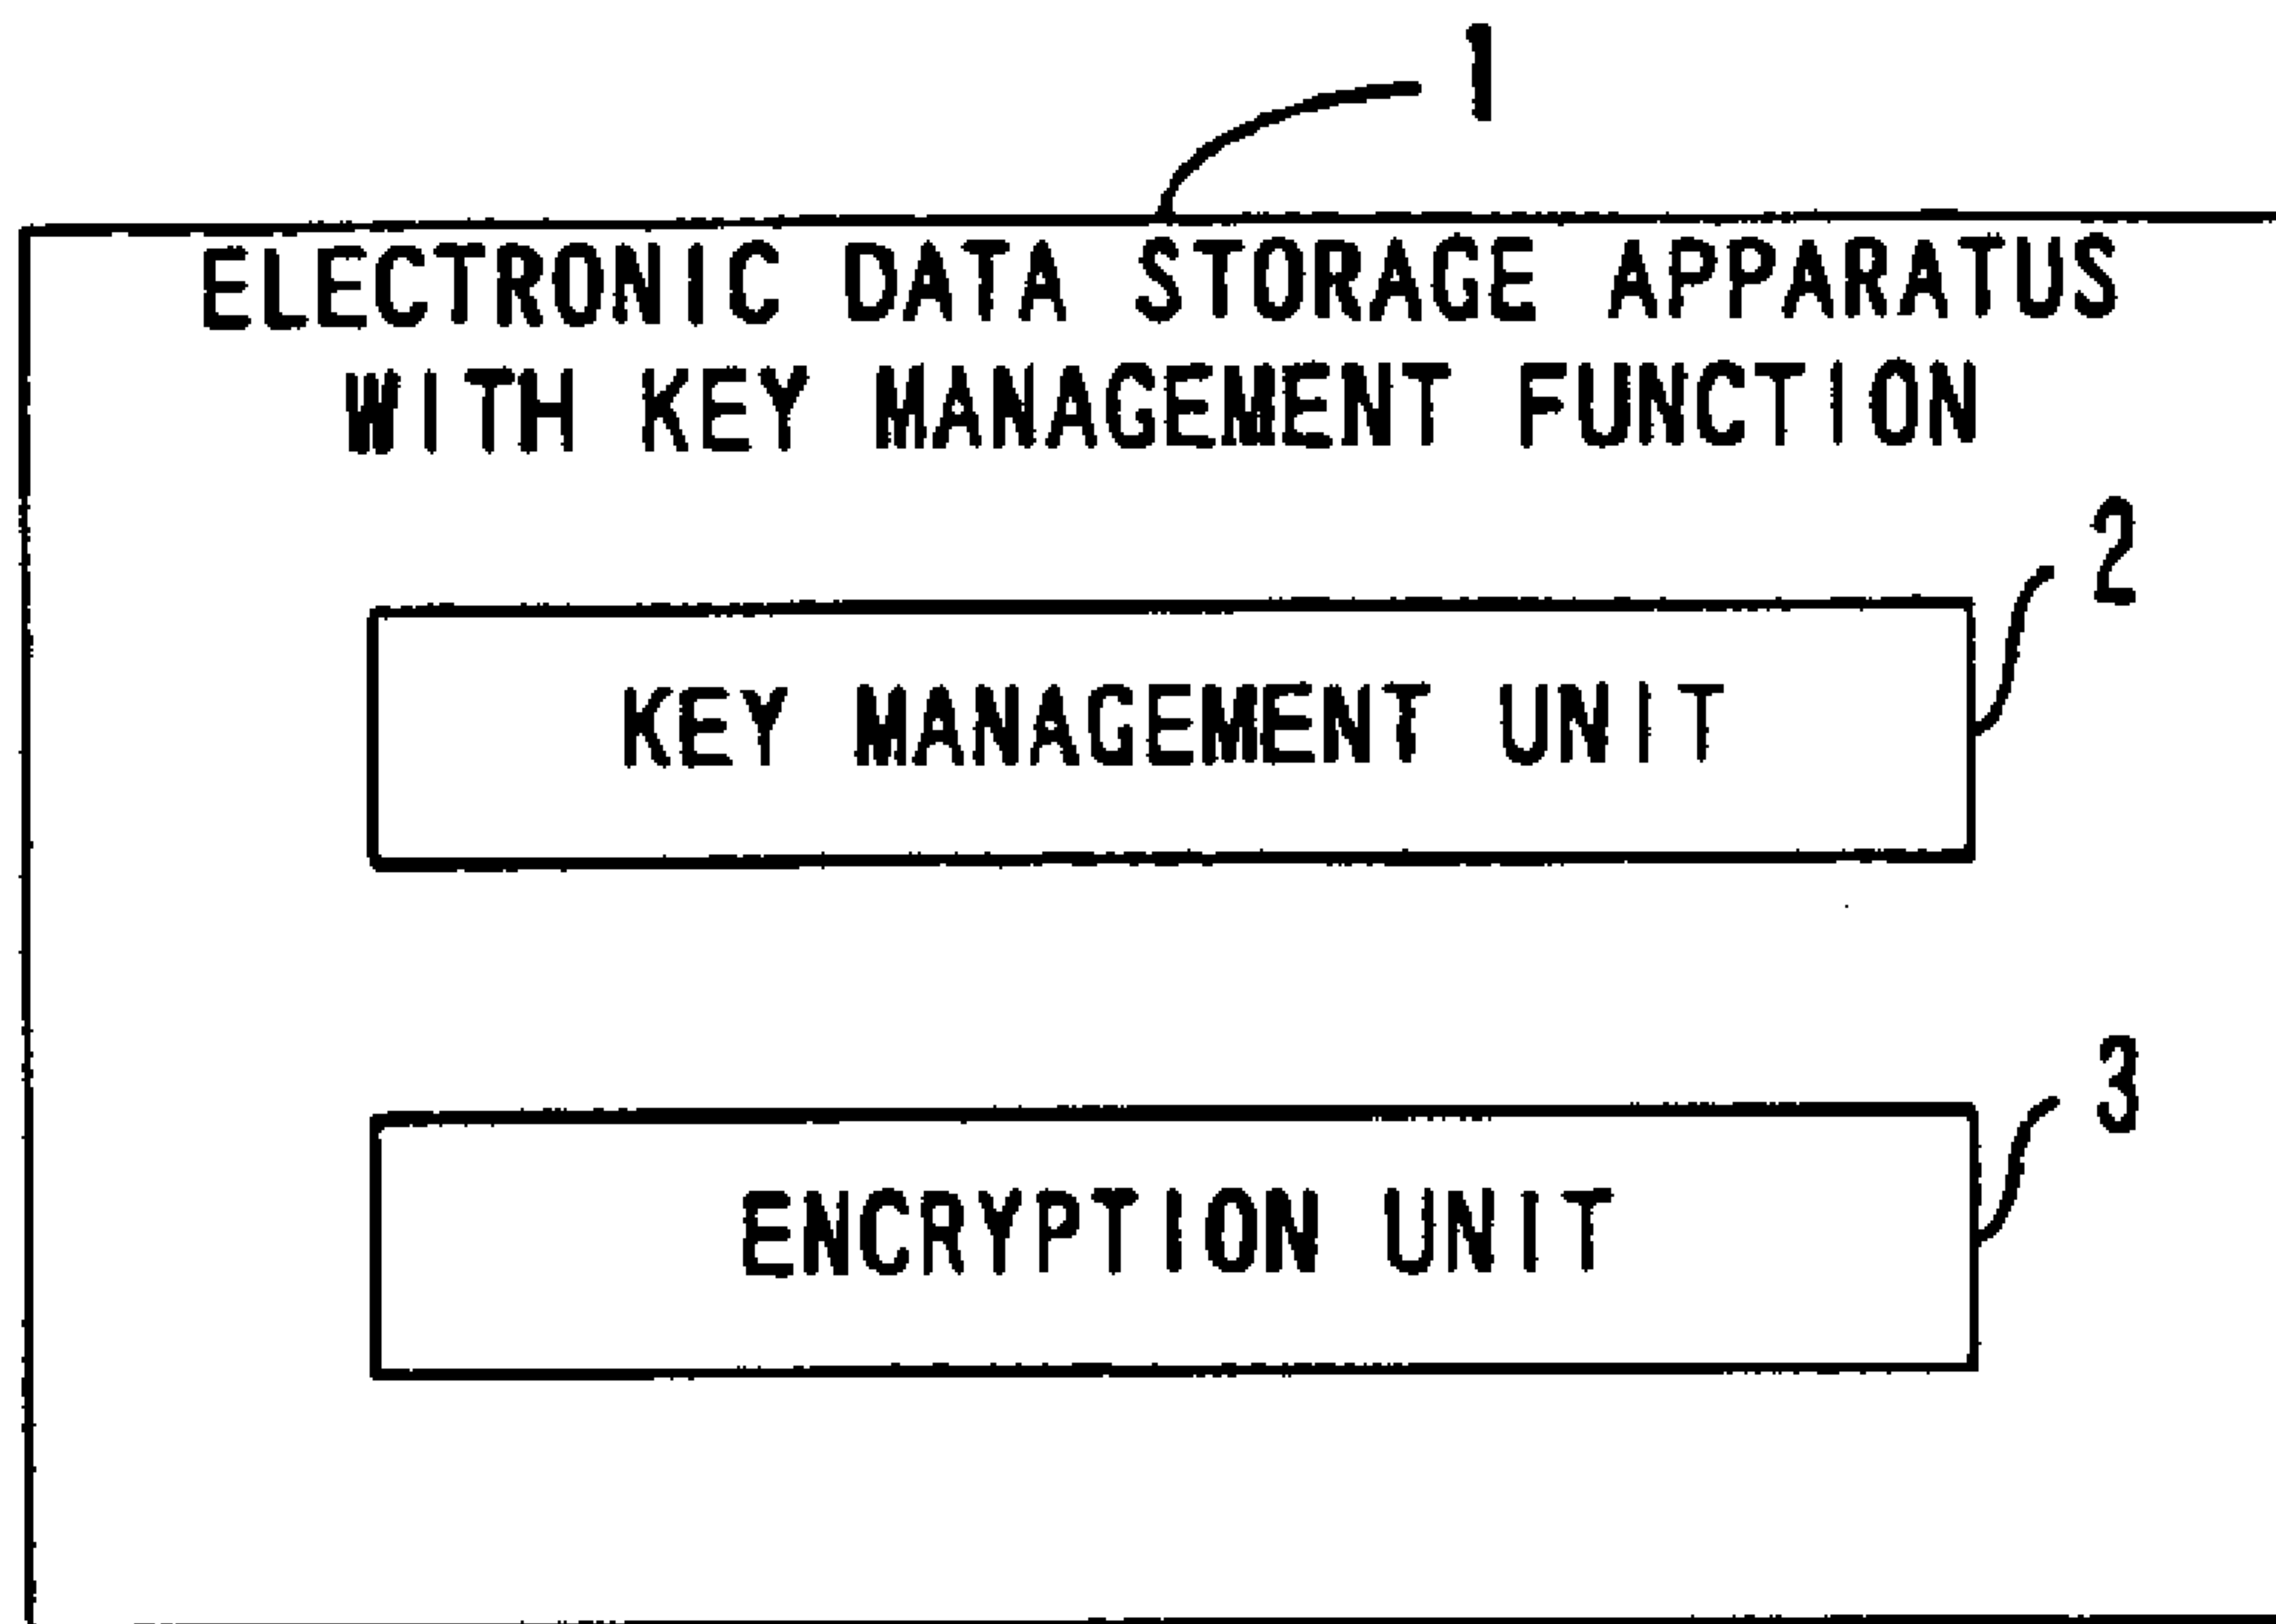 1
ELECTRONIC DATA STORAGE APPARATUS
WITH KEY MANAGEMENT FUNCTION
2
KEY MANAGEMENT UNIT
3
ENCRYPTION UNIT